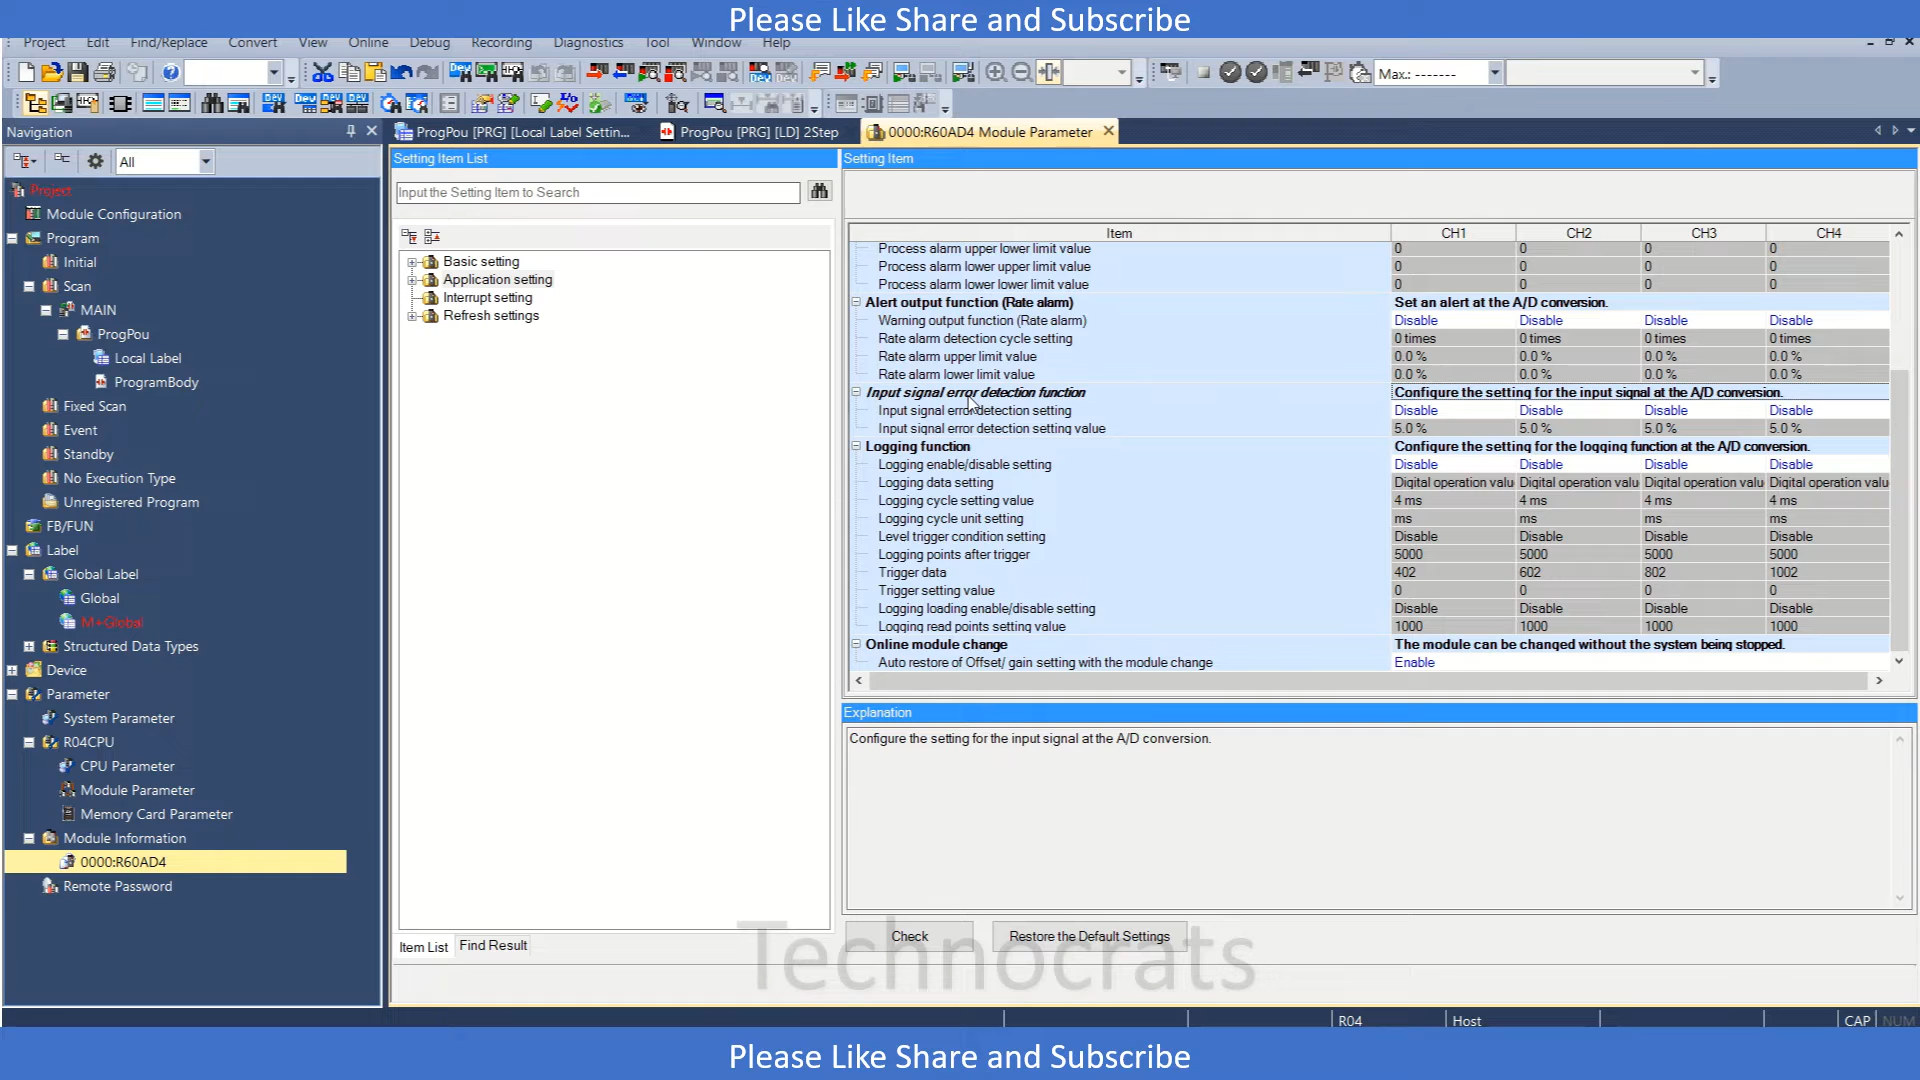 Please Like Share and Subscribe
Project Edit Find/Replace Convert View Online Debug Recording Diagnostics Tool Window Help
Max.: -------
Navigation
ProgPou [PRG] [Local Label Settin...
ProgPou [PRG] [LD] 2Step
0000:R60AD4 Module Parameter
All
Project
Module Configuration
Program
Initial
Scan
MAIN
ProgPou
Local Label
ProgramBody
Fixed Scan
Event
Standby
No Execution Type
Unregistered Program
FB/FUN
Label
Global Label
Global
M+Global
Structured Data Types
Device
Parameter
System Parameter
R04CPU
CPU Parameter
Module Parameter
Memory Card Parameter
Module Information
0000:R60AD4
Remote Password
Setting Item List
Input the Setting Item to Search
Basic setting
Application setting
Interrupt setting
Refresh settings
Item List Find Result
Setting Item
Item CH1 CH2 CH3 CH4
Process alarm upper lower limit value 0 0 0 0
Process alarm lower upper limit value 0 0 0 0
Process alarm lower lower limit value 0 0 0 0
Alert output function (Rate alarm) Set an alert at the A/D conversion.
Warning output function (Rate alarm) Disable Disable Disable Disable
Rate alarm detection cycle setting 0 times 0 times 0 times 0 times
Rate alarm upper limit value 0.0 % 0.0 % 0.0 % 0.0 %
Rate alarm lower limit value 0.0 % 0.0 % 0.0 % 0.0 %
Input signal error detection function Configure the setting for the input signal at the A/D conversion.
Input signal error detection setting Disable Disable Disable Disable
Input signal error detection setting value 5.0 % 5.0 % 5.0 % 5.0 %
Logging function Configure the setting for the logging function at the A/D conversion.
Logging enable/disable setting Disable Disable Disable Disable
Logging data setting Digital operation valu Digital operation valu Digital operation valu Digital operation valu
Logging cycle setting value 4 ms 4 ms 4 ms 4 ms
Logging cycle unit setting ms ms ms ms
Level trigger condition setting Disable Disable Disable Disable
Logging points after trigger 5000 5000 5000 5000
Trigger data 402 602 802 1002
Trigger setting value 0 0 0 0
Logging loading enable/disable setting Disable Disable Disable Disable
Logging read points setting value 1000 1000 1000 1000
Online module change The module can be changed without the system being stopped.
Auto restore of Offset/ gain setting with the module change Enable
Explanation
Configure the setting for the input signal at the A/D conversion.
Check Restore the Default Settings
Technocrats
R04 Host CAP NUM
Please Like Share and Subscribe